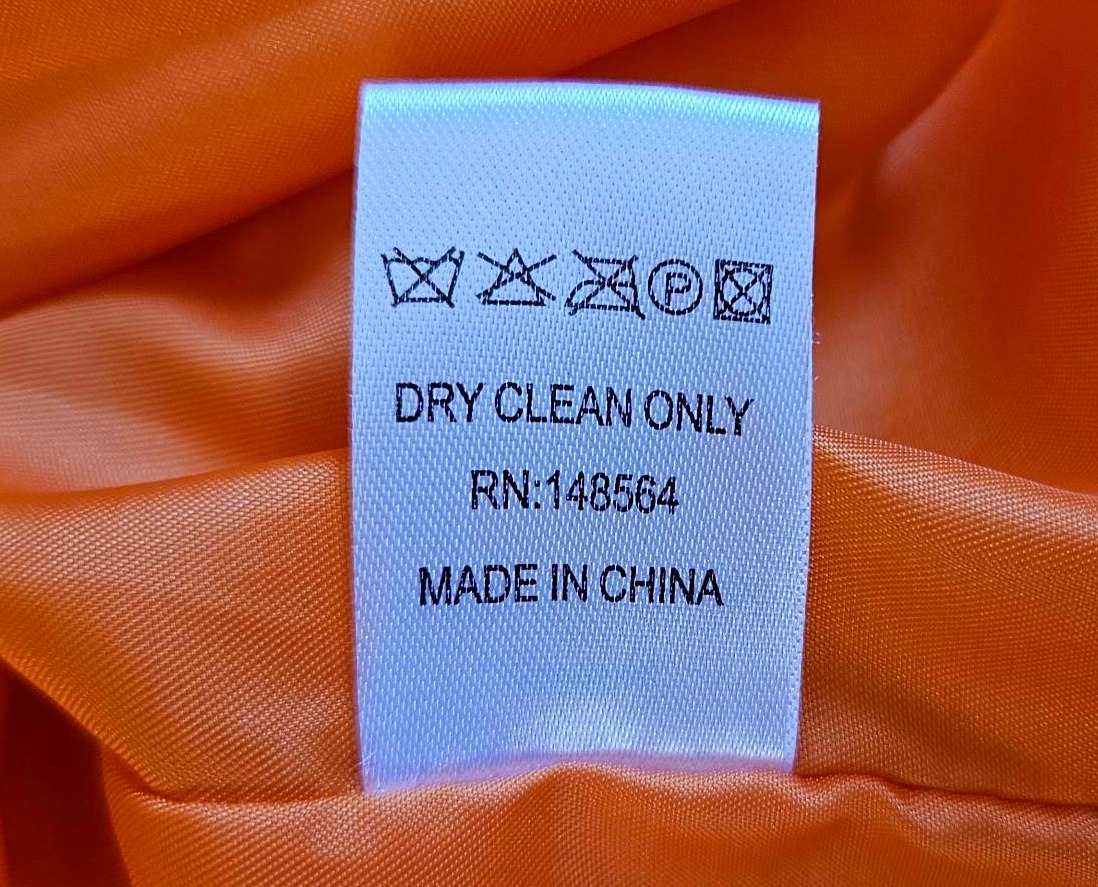 P
DRY CLEAN ONLY
RN:148564
MADE IN CHINA